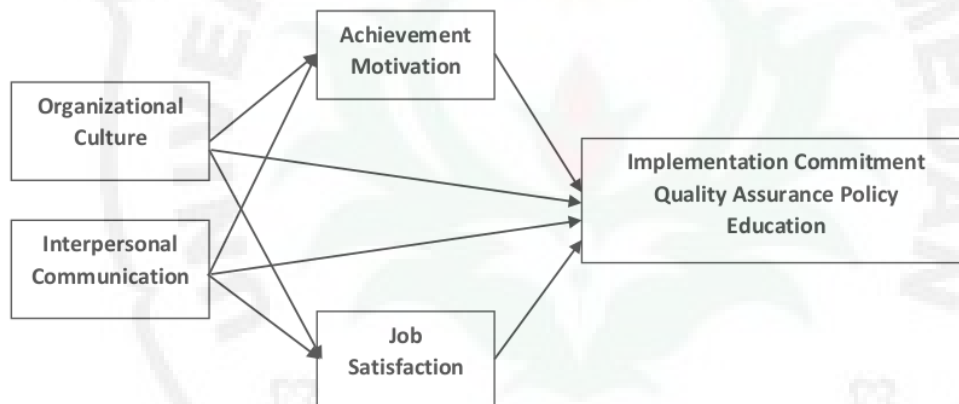 Achievement
Motivation
Organizational
Culture
Implementation Commitment
Quality Assurance Policy
Education
Interpersonal
Communication
Job
Satisfaction